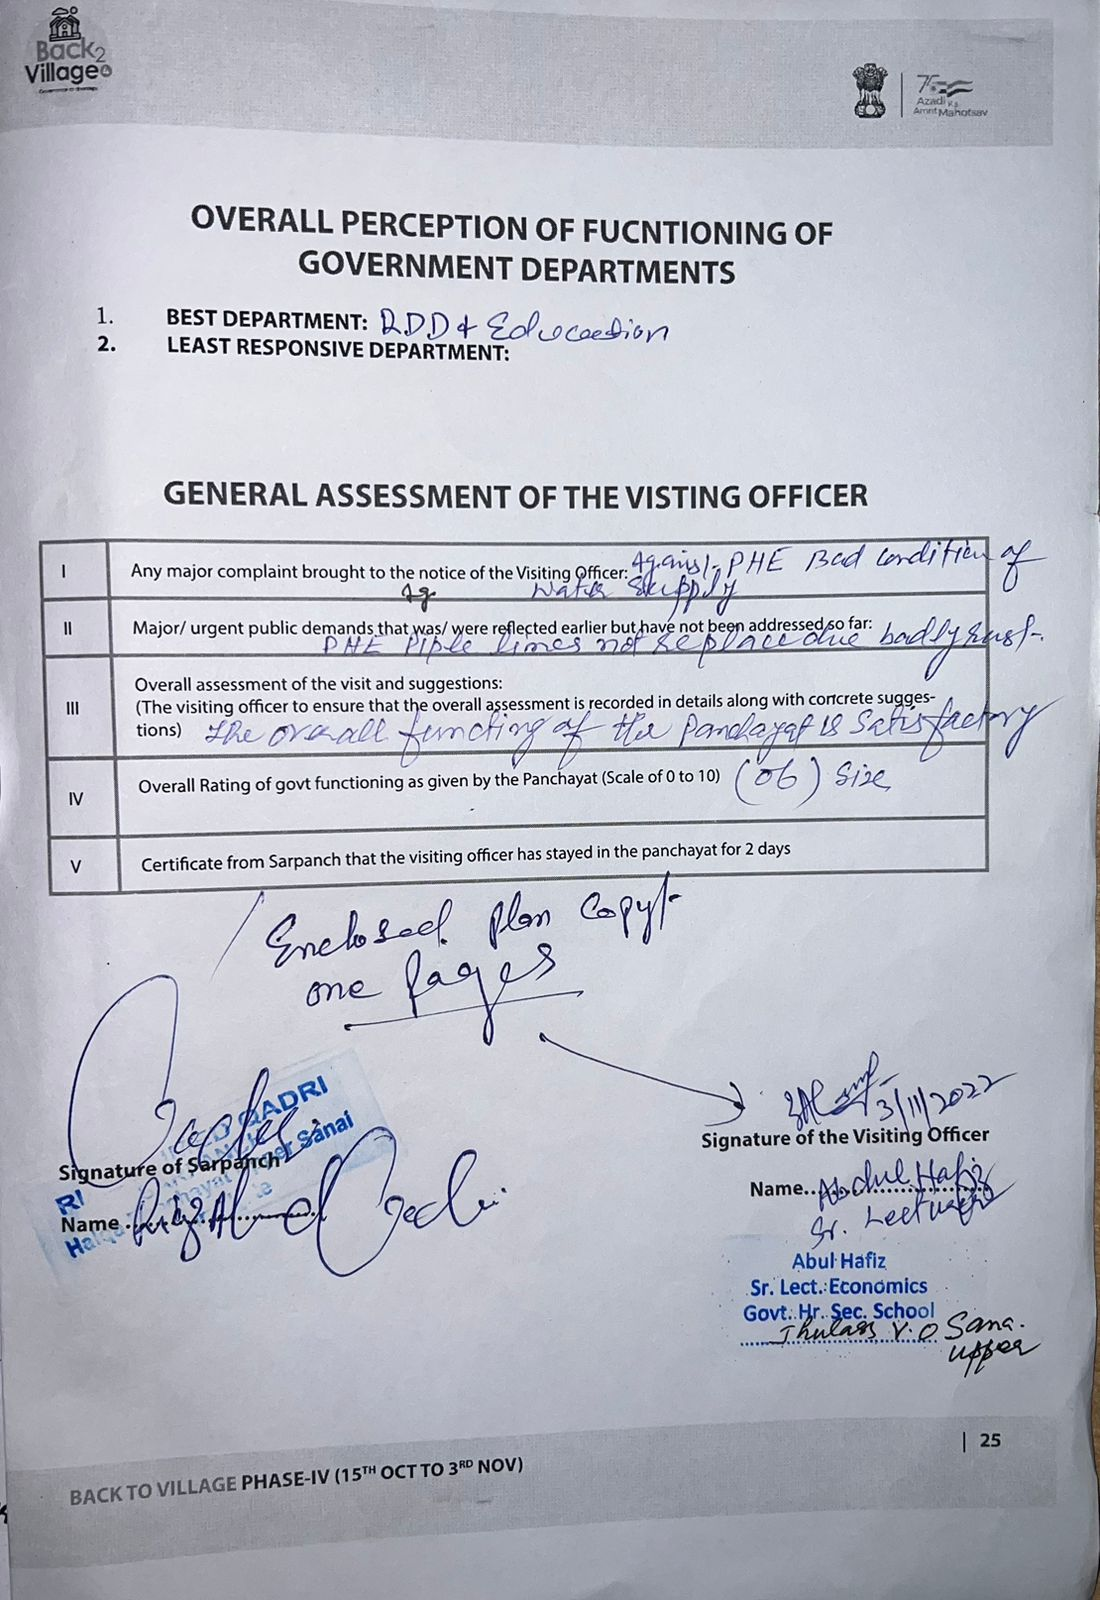 Back2
Village
75
Azadi Ka
Amrit Mahotsav
OVERALL PERCEPTION OF FUCNTIONING OF
GOVERNMENT DEPARTMENTS
1. BEST DEPARTMENT: RDD & Educaedion
2. LEAST RESPONSIVE DEPARTMENT:
GENERAL ASSESSMENT OF THE VISTING OFFICER
I Any major complaint brought to the notice of the Visiting Officer: Against PHE Bad condition of
Water Supply
II Major/ urgent public demands that was/ were reflected earlier but have not been addressed so far:
PHE Piple lines not replace due badly rust.
III Overall assessment of the visit and suggestions:
(The visiting officer to ensure that the overall assessment is recorded in details along with concrete sugges-
tions) The overall functing of the Panchayat is Satisfactory
IV Overall Rating of govt functioning as given by the Panchayat (Scale of 0 to 10) (06) Size
V Certificate from Sarpanch that the visiting officer has stayed in the panchayat for 2 days
Enclosed plan copy
one pages
QADRI
Sanai
3/11/2022
Signature of Sarpanch
Signature of the Visiting Officer
Name
Name Abdul Hafiz
Sr. Lecturer
Abul Hafiz
Sr. Lect. Economics
Govt. Hr. Sec. School
Jhulass V.O Sana.
upper
| 25
BACK TO VILLAGE PHASE-IV (15TH OCT TO 3RD NOV)